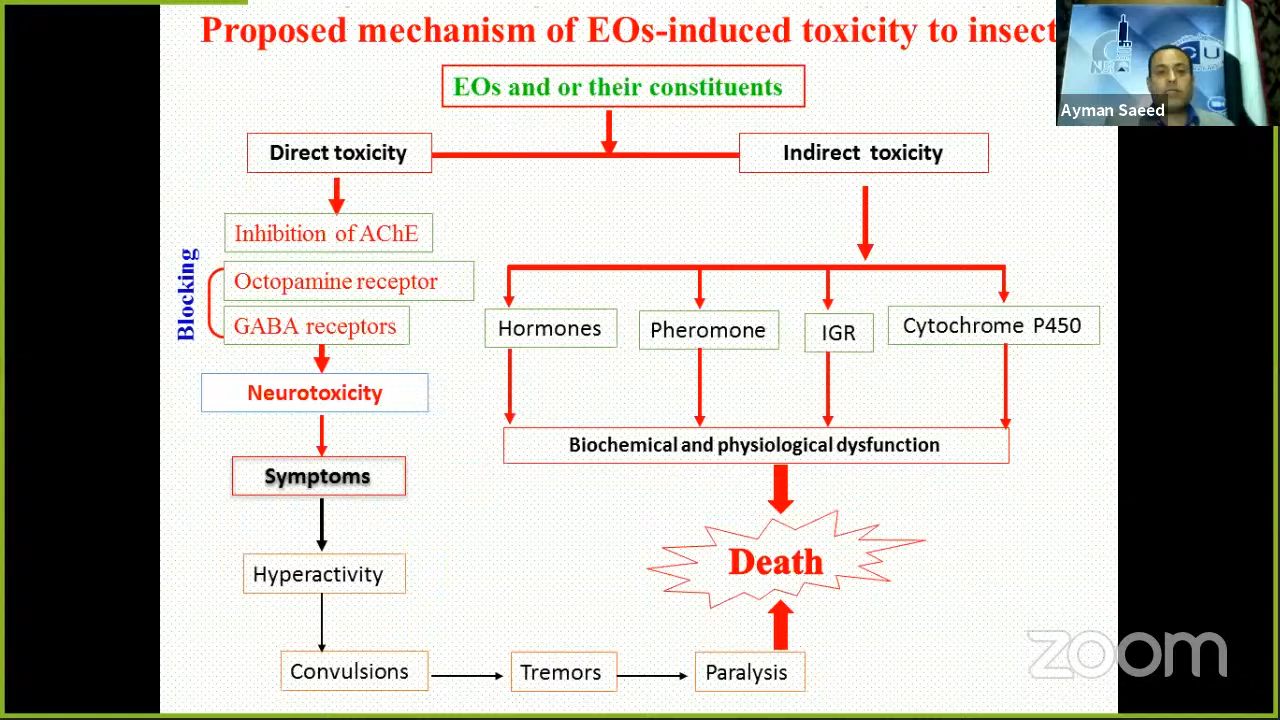 Proposed mechanism of EOs-induced toxicity to insect
EOs and or their constituents
Ayman Saeed
Direct toxicity
Indirect toxicity
Inhibition of AChE
Blocking
Octopamine receptor
GABA receptors
Hormones
Pheromone
IGR
Cytochrome P450
Neurotoxicity
Biochemical and physiological dysfunction
Symptoms
Death
Hyperactivity
Convulsions
Tremors
Paralysis
zoom